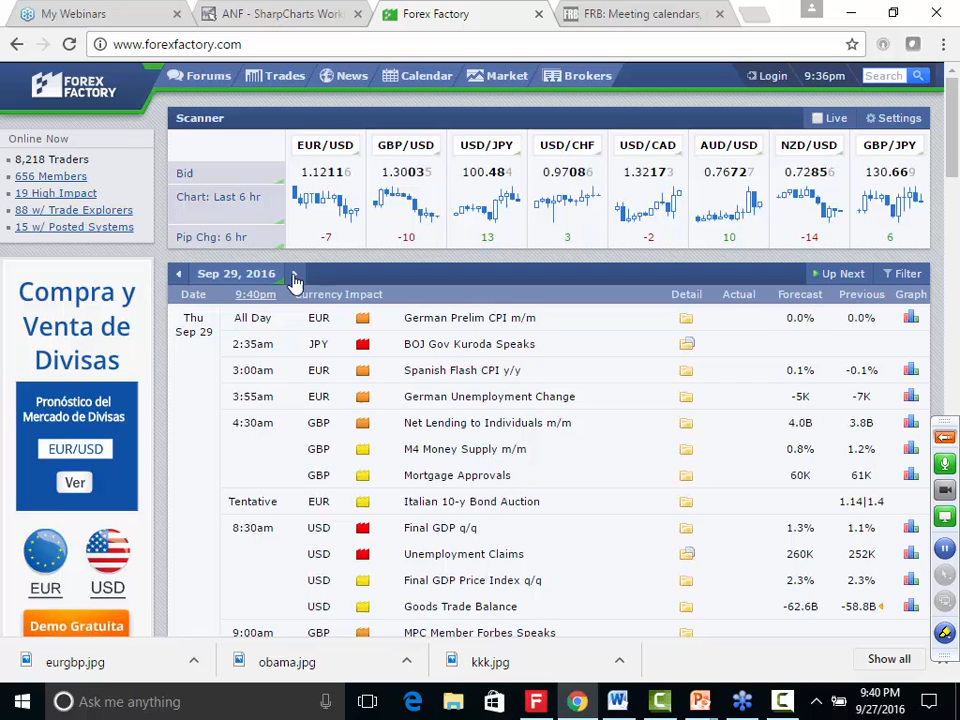 My Webinars
ANF - SharpCharts Work
Forex Factory
FRB: Meeting calendars,
www.forexfactory.com
FOREX
FACTORY
Forums
Trades
News
Calendar
Market
Brokers
Login
9:36pm
Search
Online Now
8,218 Traders
656 Members
19 High Impact
88 w/ Trade Explorers
15 w/ Posted Systems
Scanner
Live
Settings
EUR/USD GBP/USD USD/JPY USD/CHF USD/CAD AUD/USD NZD/USD GBP/JPY
Bid 1.12116 1.30035 100.484 0.97086 1.32173 0.76727 0.72856 130.669
Chart: Last 6 hr
Pip Chg: 6 hr -7 -10 13 3 -2 10 -14 6
Sep 29, 2016
Up Next
Filter
Date 9:40pm Currency Impact Detail Actual Forecast Previous Graph
Thu
Sep 29
All Day EUR German Prelim CPI m/m 0.0% 0.0%
2:35am JPY BOJ Gov Kuroda Speaks
3:00am EUR Spanish Flash CPI y/y 0.1% -0.1%
3:55am EUR German Unemployment Change -5K -7K
4:30am GBP Net Lending to Individuals m/m 4.0B 3.8B
GBP M4 Money Supply m/m 0.8% 1.2%
GBP Mortgage Approvals 60K 61K
Tentative EUR Italian 10-y Bond Auction 1.14|1.4
8:30am USD Final GDP q/q 1.3% 1.1%
USD Unemployment Claims 260K 252K
USD Final GDP Price Index q/q 2.3% 2.3%
USD Goods Trade Balance -62.6B -58.8B
9:00am GBP MPC Member Forbes Speaks
Compra y
Venta de
Divisas
Pronóstico del
Mercado de Divisas
EUR/USD
Ver
EUR
USD
Demo Gratuita
eurgbp.jpg
obama.jpg
kkk.jpg
Show all
Ask me anything
9:40 PM
9/27/2016